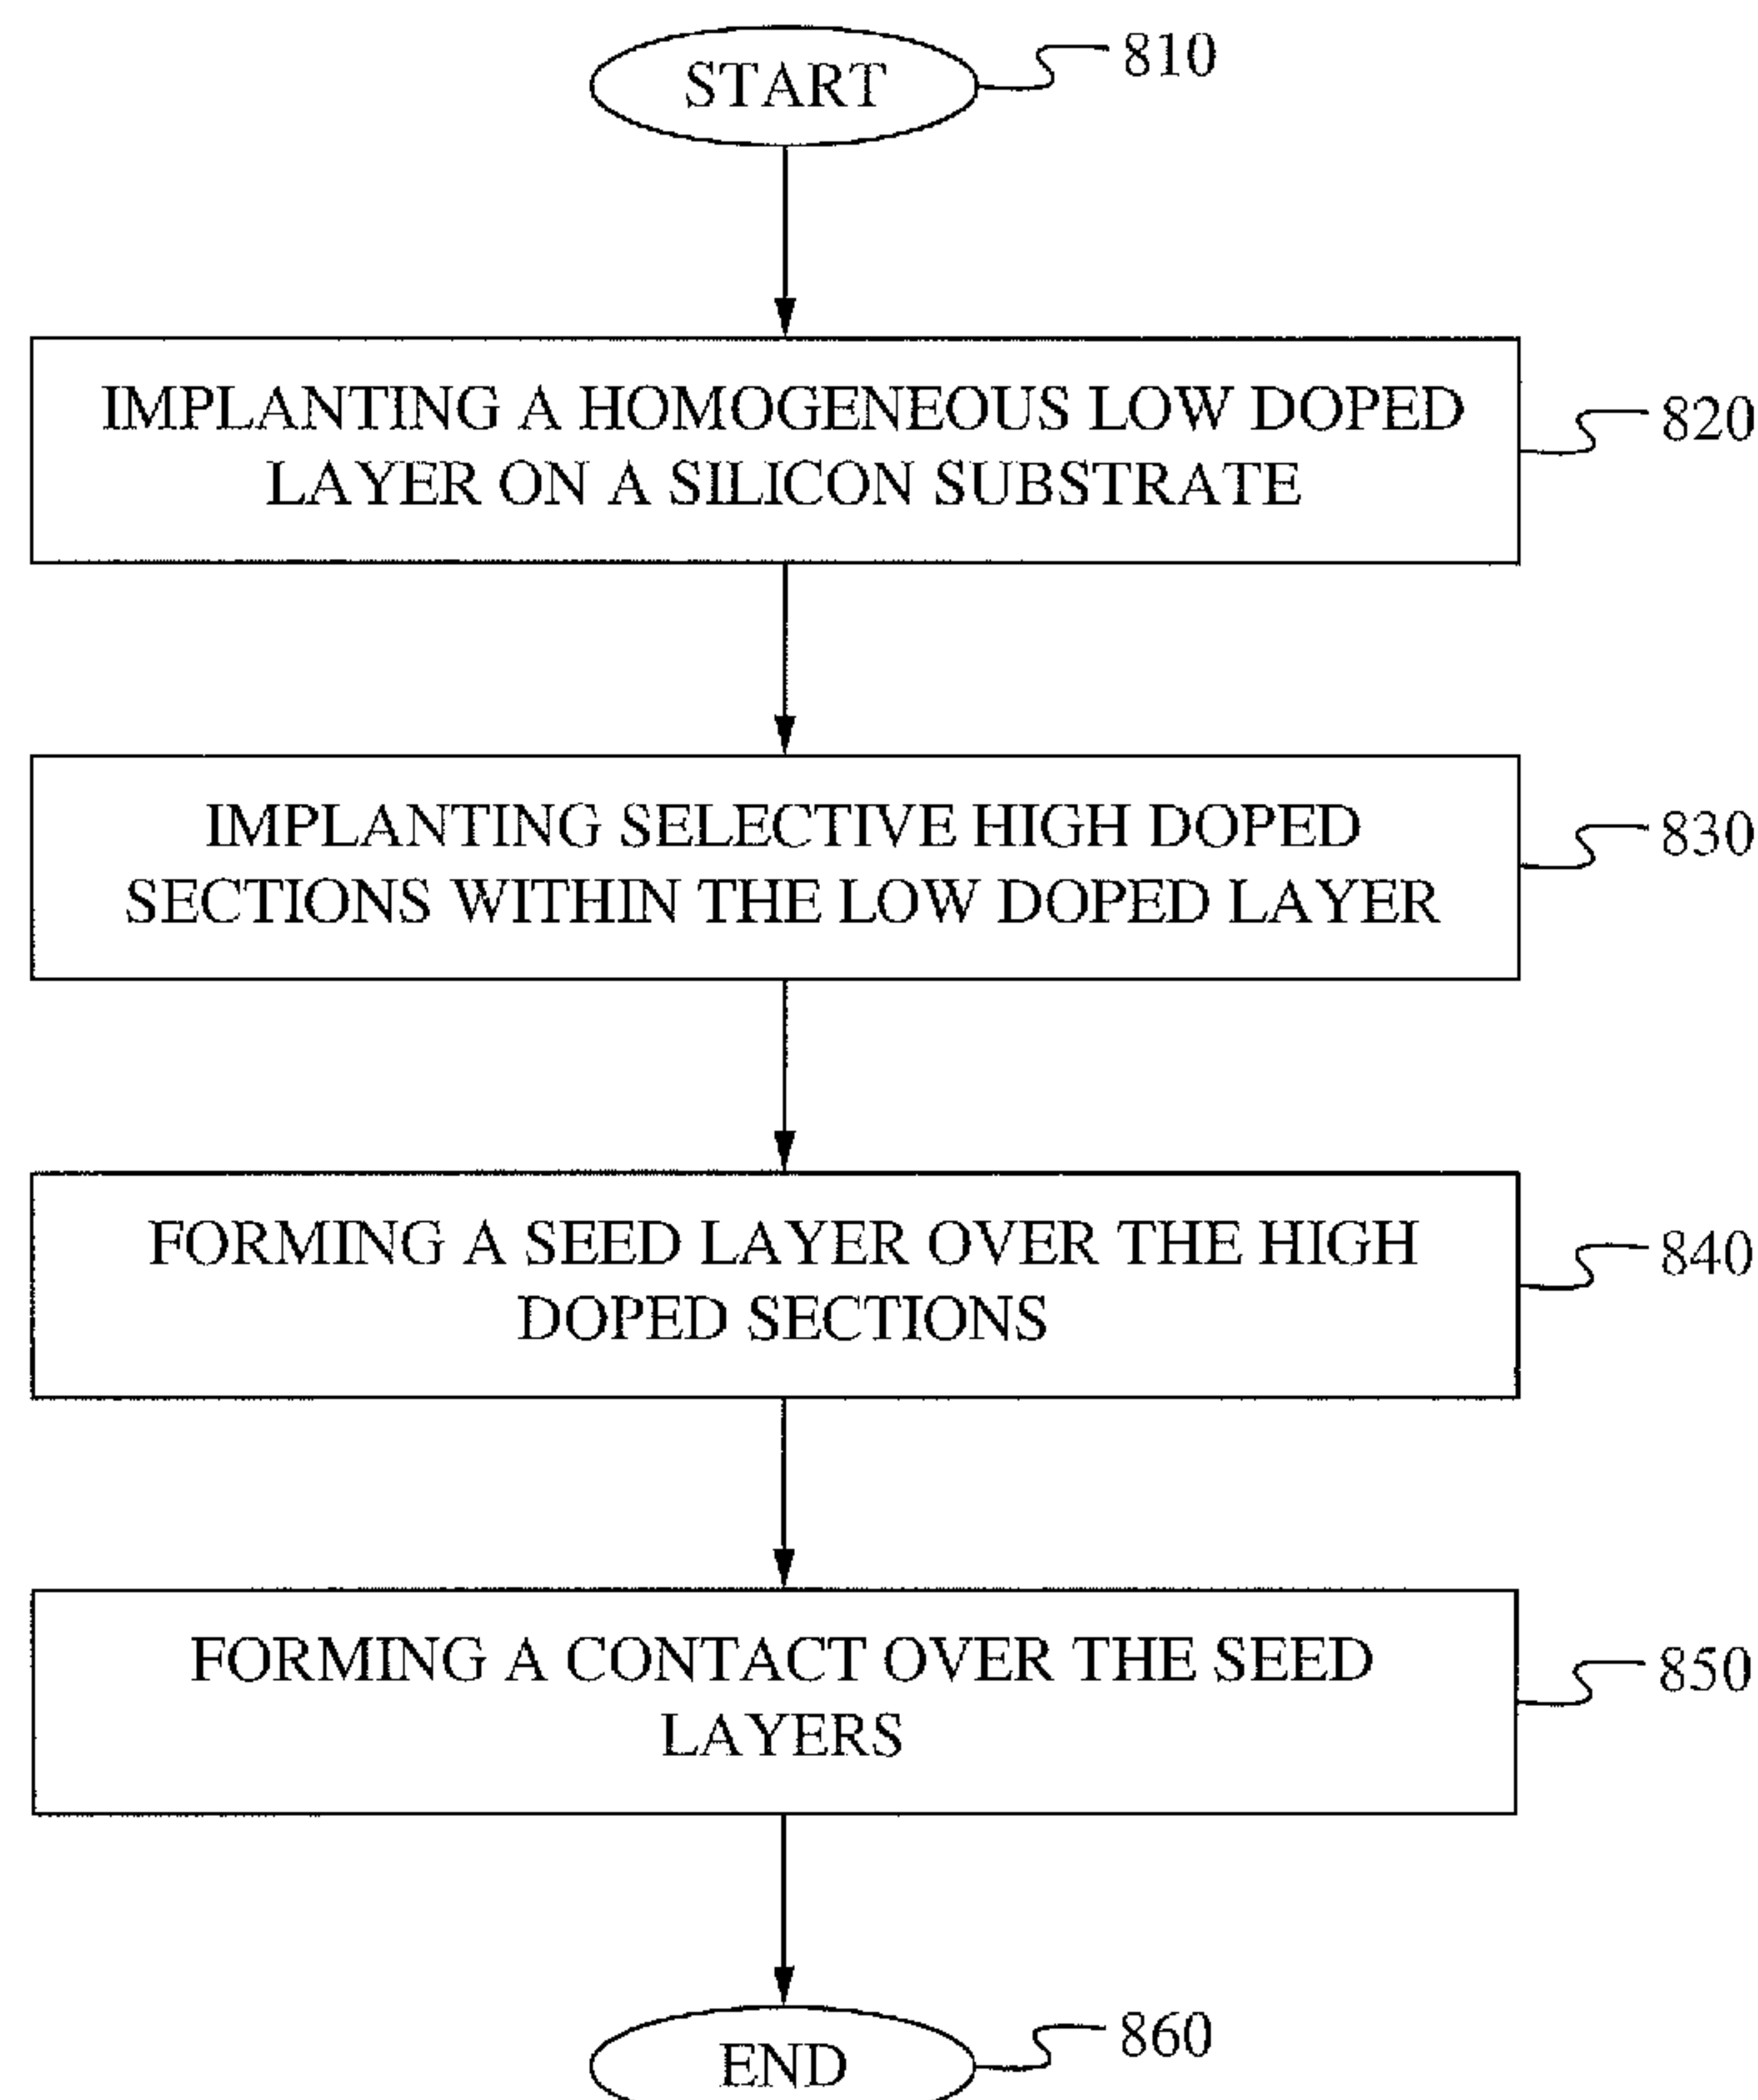 START
810
IMPLANTING A HOMOGENEOUS LOW DOPED
LAYER ON A SILICON SUBSTRATE
820
IMPLANTING SELECTIVE HIGH DOPED
SECTIONS WITHIN THE LOW DOPED LAYER
830
FORMING A SEED LAYER OVER THE HIGH
DOPED SECTIONS
840
FORMING A CONTACT OVER THE SEED
LAYERS
850
END
860